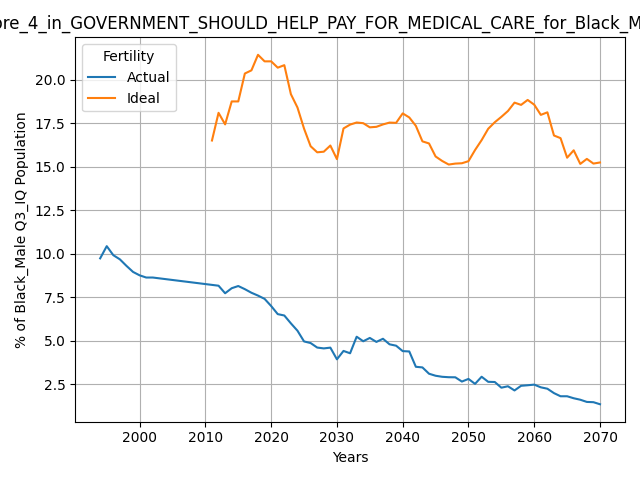 ore_4_in_GOVERNMENT_SHOULD_HELP_PAY_FOR_MEDICAL_CARE_for_Black_M
Fertility
Actual
Ideal
% of Black_Male Q3_IQ Population
20.0
17.5
15.0
12.5
10.0
7.5
5.0
2.5
2000 2010 2020 2030 2040 2050 2060 2070
Years